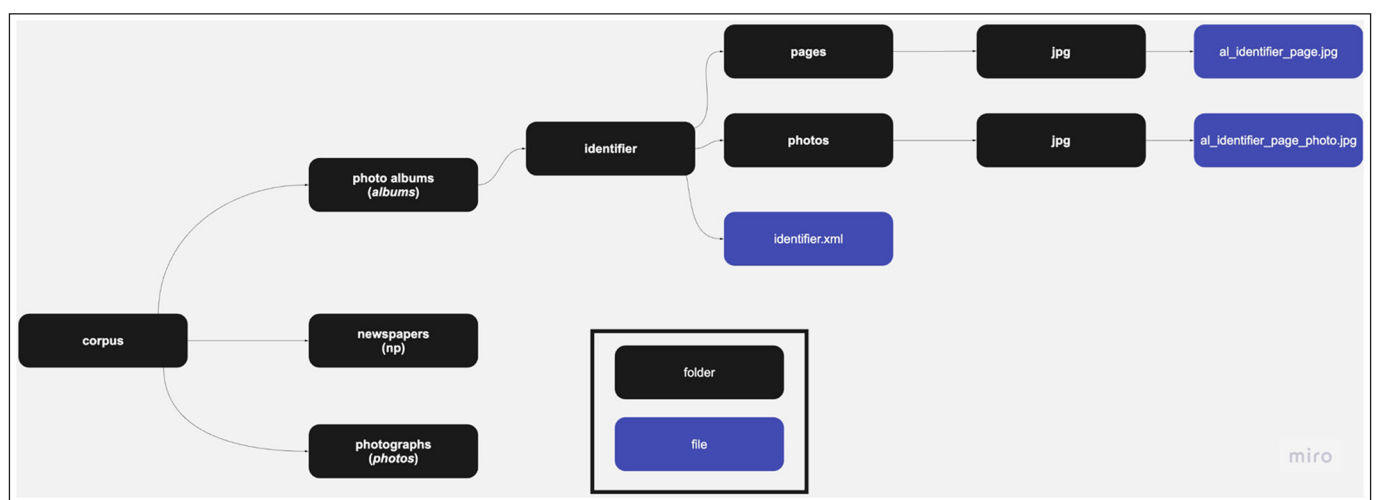 pages
jpg
al_identifier_page.jpg
photos
jpg
al_identifier_page_photo.jpg
identifier
photo albums
(albums)
identifier.xml
corpus
newspapers
(np)
photographs
(photos)
folder
file
miro